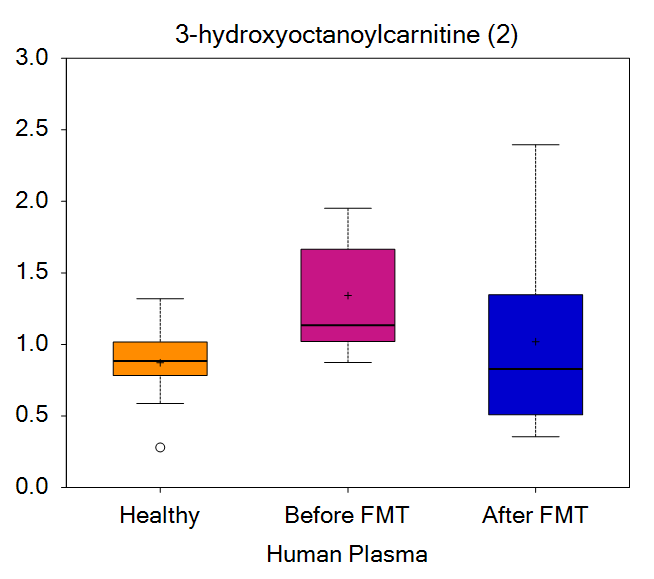 3-hydroxyoctanoylcarnitine (2)
3.0
2.5
2.0
1.5
1.0
0.5
0.0
Healthy Before FMT After FMT
Human Plasma